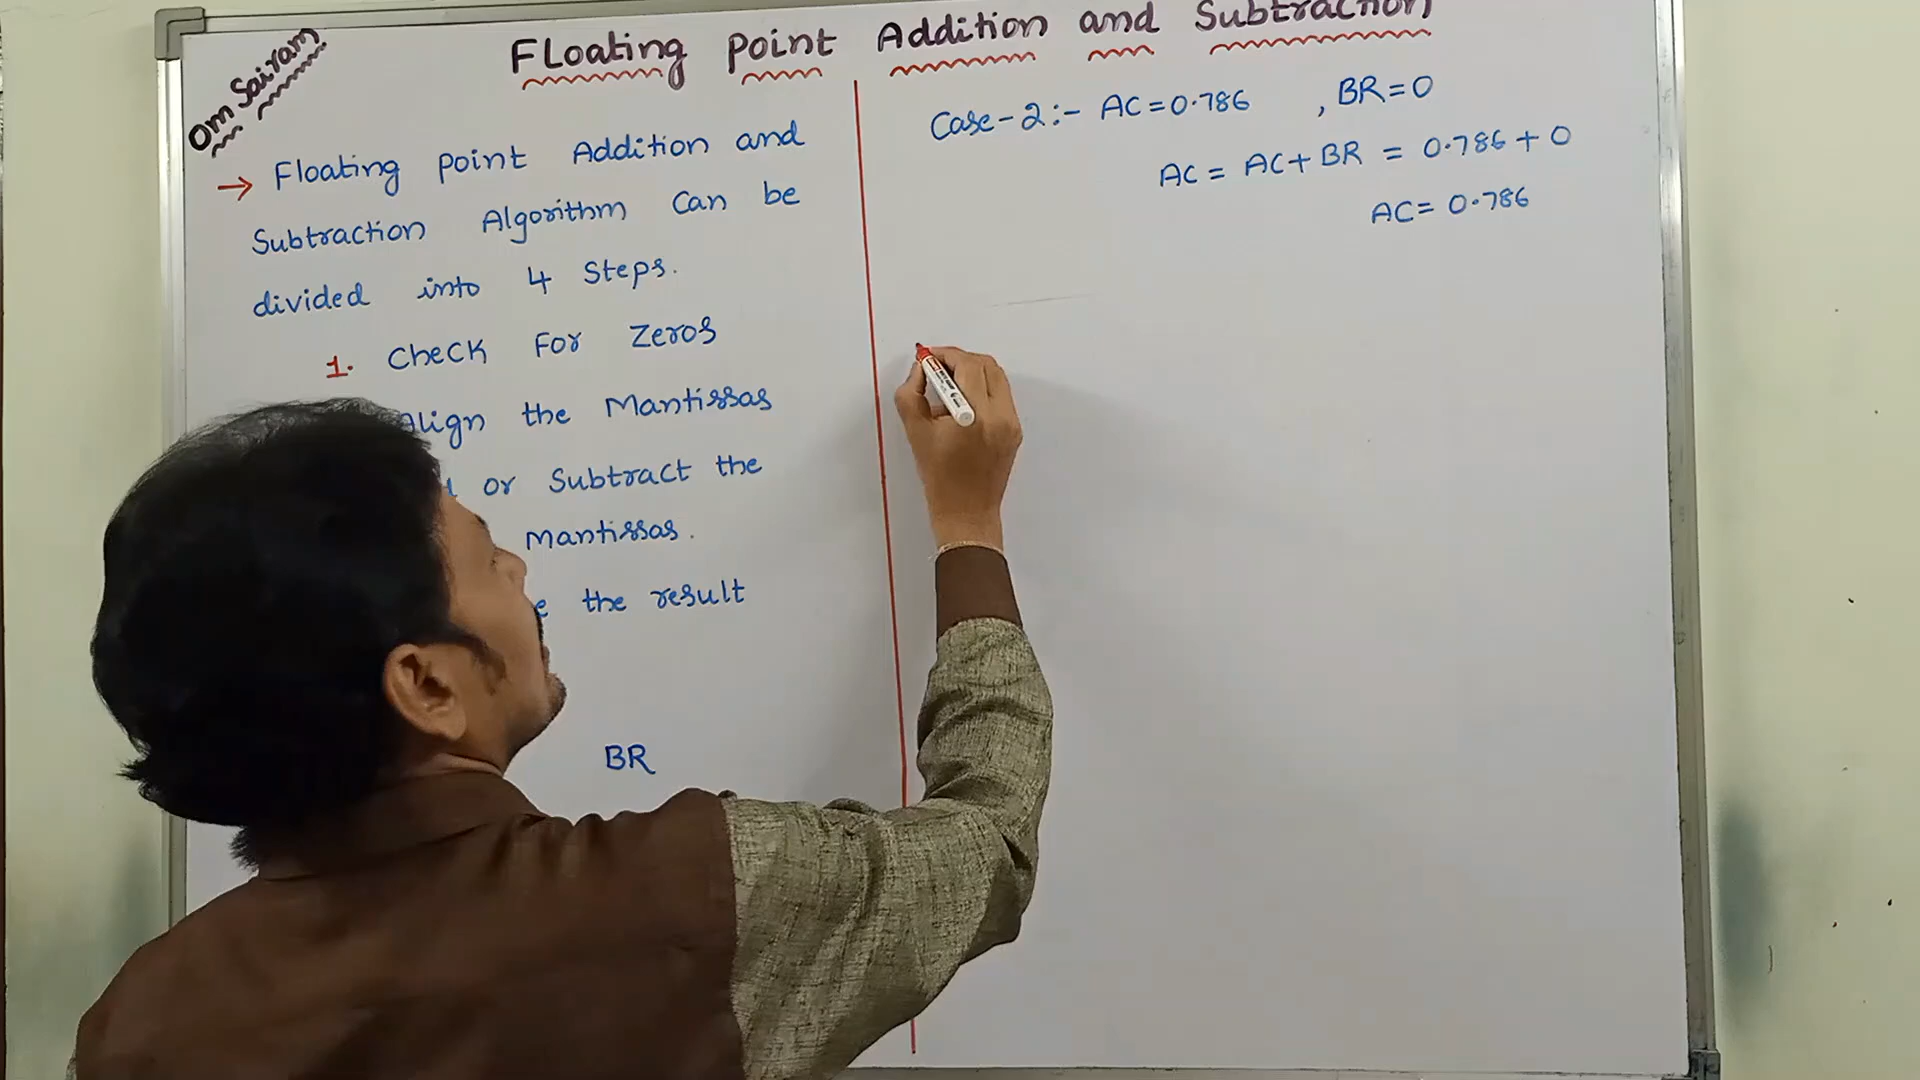 Om Sairam
Floating Point Addition and Subtraction
→ Floating point Addition and
Subtraction Algorithm Can be
divided into 4 Steps.
1. Check For Zeros
Align the Mantissas
or Subtract the
mantissas.
the result
BR
Case-2:- AC=0.786 , BR=0
AC = AC+BR = 0.786+0
AC= 0.786